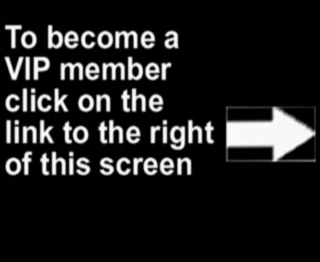 To become a
VIP member
click on the
link to the right
of this screen